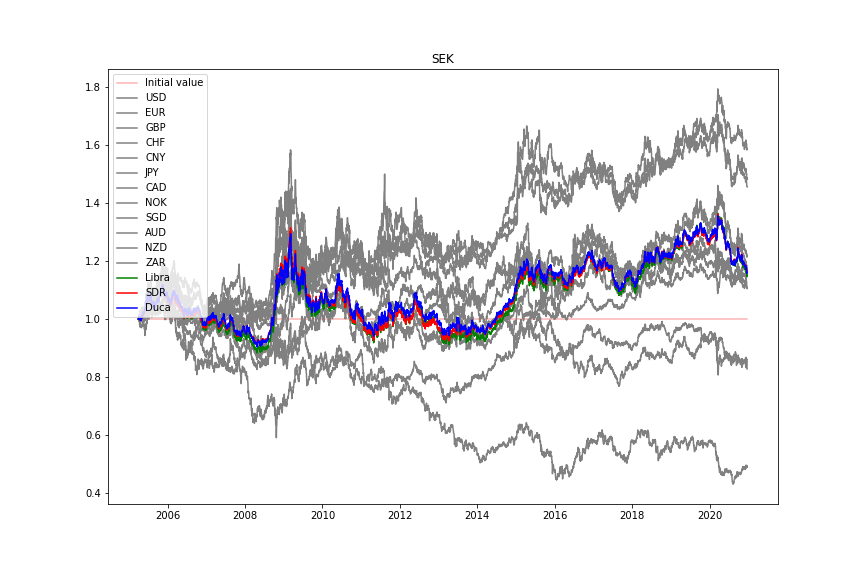 SEK
1.8
1.6
1.4
1.2
1.0
0.8
0.6
0.4
Initial value
USD
EUR
GBP
CHF
CNY
JPY
CAD
NOK
SGD
AUD
NZD
ZAR
Libra
SDR
Duca
2006 2008 2010 2012 2014 2016 2018 2020